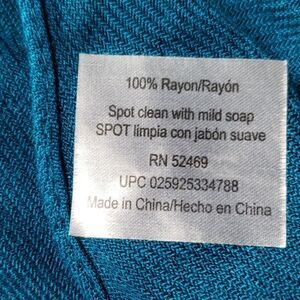 100% Rayon/Rayón
Spot clean with mild soap
SPOT limpia con jabón suave
RN 52469
UPC 025925334788
Made in China/Hecho en China